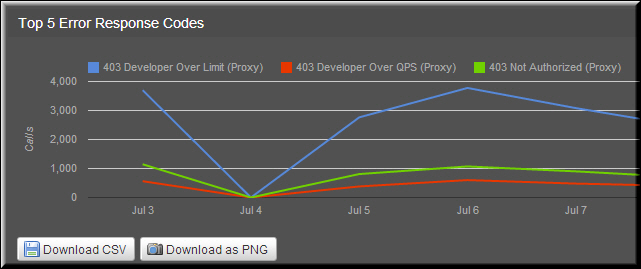 Top 5 Error Response Codes
403 Developer Over Limit (Proxy) 403 Developer Over QPS (Proxy) 403 Not Authorized (Proxy)
4,000
3,000
2,000
1,000
0
Calls
Jul 3 Jul 4 Jul 5 Jul 6 Jul 7
Download CSV Download as PNG